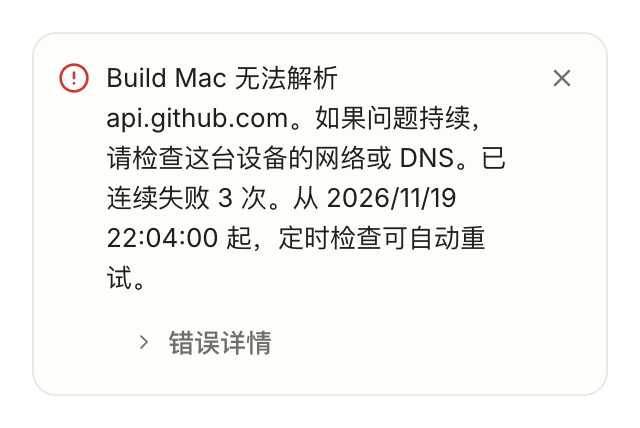 Build Mac 无法解析
api.github.com。如果问题持续，
请检查这台设备的网络或 DNS。已
连续失败 3 次。从 2026/11/19
22:04:00 起，定时检查可自动重
试。
错误详情